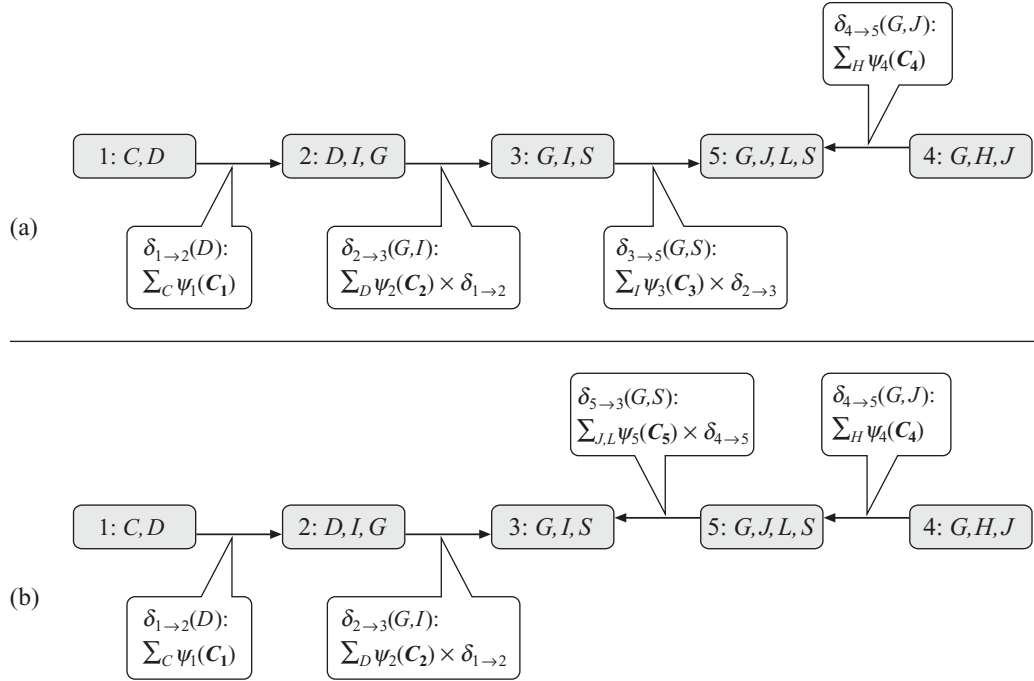 δ4→5(G,J):
∑H ψ4(C4)
1: C,D
2: D,I,G
3: G,I,S
5: G,J,L,S
4: G,H,J
(a)
δ1→2(D):
∑C ψ1(C1)
δ2→3(G,I):
∑D ψ2(C2) × δ1→2
δ3→5(G,S):
∑I ψ3(C3) × δ2→3
δ5→3(G,S):
∑J,L ψ5(C5) × δ4→5
δ4→5(G,J):
∑H ψ4(C4)
1: C,D
2: D,I,G
3: G,I,S
5: G,J,L,S
4: G,H,J
(b)
δ1→2(D):
∑C ψ1(C1)
δ2→3(G,I):
∑D ψ2(C2) × δ1→2